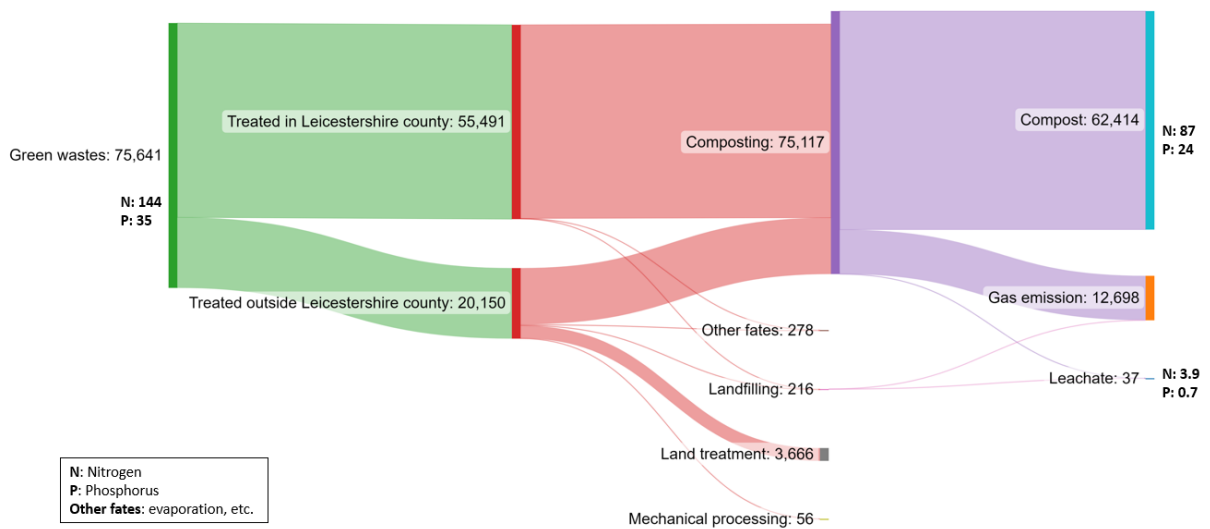 Green wastes: 75,641
N: 144
P: 35
Treated in Leicestershire county: 55,491
Treated outside Leicestershire county: 20,150
Composting: 75,117
Other fates: 278
Landfilling: 216
Land treatment: 3,666
Mechanical processing: 56
Compost: 62,414
N: 87
P: 24
Gas emission: 12,698
Leachate: 37
N: 3.9
P: 0.7
N: Nitrogen
P: Phosphorus
Other fates: evaporation, etc.